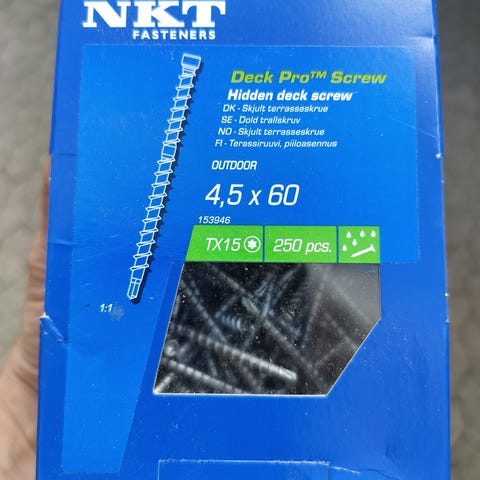 NKT
FASTENERS
Deck Pro™ Screw
Hidden deck screw
DK - Skjult terrasseskrue
SE - Dold trallskruv
NO - Skjult terrasseskrue
FI - Terassiruuvi, piiloasennus
OUTDOOR
4,5 x 60
153946
TX15
250 pcs.
1:1